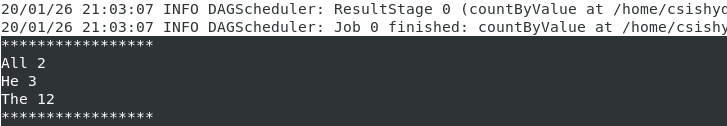 20/01/26 21:03:07 INFO DAGScheduler: ResultStage 0 (countByValue at /home/csishyd
20/01/26 21:03:07 INFO DAGScheduler: Job 0 finished: countByValue at /home/csishy
*****************
All 2
He 3
The 12
*****************